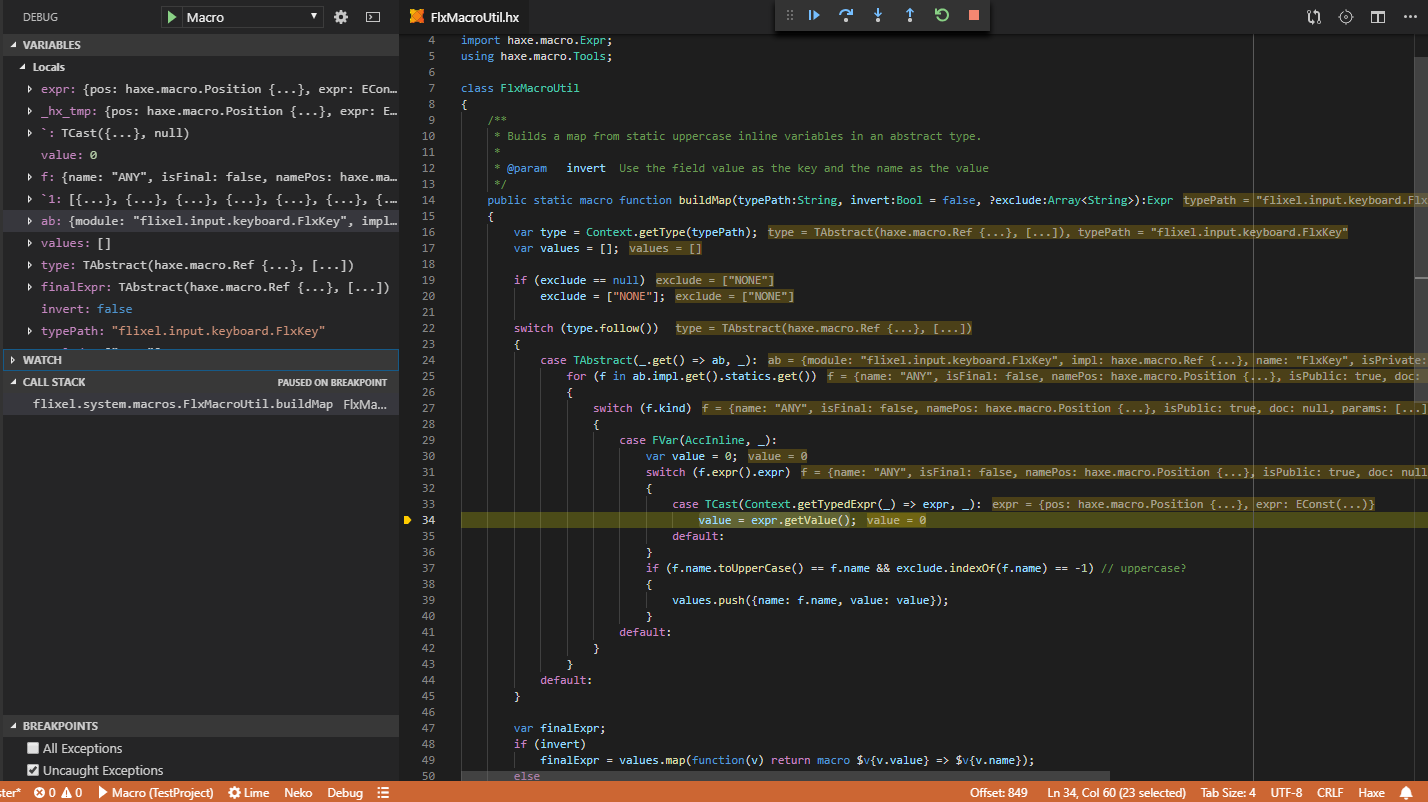 DEBUG
Macro
FlxMacroUtil.hx
VARIABLES
Locals
expr: {pos: haxe.macro.Position {...}, expr: ECon...
_hx_tmp: {pos: haxe.macro.Position {...}, expr: E...
`: TCast({...}, null)
value: 0
f: {name: "ANY", isFinal: false, namePos: haxe.ma...
`1: [{...}, {...}, {...}, {...}, {...}, {...}, {...
ab: {module: "flixel.input.keyboard.FlxKey", impl...
values: []
type: TAbstract(haxe.macro.Ref {...}, [...])
finalExpr: TAbstract(haxe.macro.Ref {...}, [...])
invert: false
typePath: "flixel.input.keyboard.FlxKey"
WATCH
CALL STACK PAUSED ON BREAKPOINT
flixel.system.macros.FlxMacroUtil.buildMap FlxMa...
BREAKPOINTS
All Exceptions
Uncaught Exceptions
4 import haxe.macro.Expr;
5 using haxe.macro.Tools;
6
7 class FlxMacroUtil
8 {
9 /**
10 * Builds a map from static uppercase inline variables in an abstract type.
11 *
12 * @param invert Use the field value as the key and the name as the value
13 */
14 public static macro function buildMap(typePath:String, invert:Bool = false, ?exclude:Array<String>):Expr typePath = "flixel.input.keyboard.Flx
15 {
16 var type = Context.getType(typePath); type = TAbstract(haxe.macro.Ref {...}, [...]), typePath = "flixel.input.keyboard.FlxKey"
17 var values = []; values = []
18
19 if (exclude == null) exclude = ["NONE"]
20 exclude = ["NONE"]; exclude = ["NONE"]
21
22 switch (type.follow()) type = TAbstract(haxe.macro.Ref {...}, [...])
23 {
24 case TAbstract(_.get() => ab, _): ab = {module: "flixel.input.keyboard.FlxKey", impl: haxe.macro.Ref {...}, name: "FlxKey", isPrivate:
25 for (f in ab.impl.get().statics.get()) f = {name: "ANY", isFinal: false, namePos: haxe.macro.Position {...}, isPublic: true, doc:
26 {
27 switch (f.kind) f = {name: "ANY", isFinal: false, namePos: haxe.macro.Position {...}, isPublic: true, doc: null, params: [...]
28 {
29 case FVar(AccInline, _):
30 var value = 0; value = 0
31 switch (f.expr().expr) f = {name: "ANY", isFinal: false, namePos: haxe.macro.Position {...}, isPublic: true, doc: null
32 {
33 case TCast(Context.getTypedExpr(_) => expr, _): expr = {pos: haxe.macro.Position {...}, expr: EConst(...)}
34 value = expr.getValue(); value = 0
35 default:
36 }
37 if (f.name.toUpperCase() == f.name && exclude.indexOf(f.name) == -1) // uppercase?
38 {
39 values.push({name: f.name, value: value});
40 }
41 default:
42 }
43 }
44 default:
45 }
46
47 var finalExpr;
48 if (invert)
49 finalExpr = values.map(function(v) return macro $v{v.value} => $v{v.name});
50 else
ster* 0 0 Macro (TestProject) Lime Neko Debug Offset: 849 Ln 34, Col 60 (23 selected) Tab Size: 4 UTF-8 CRLF Haxe